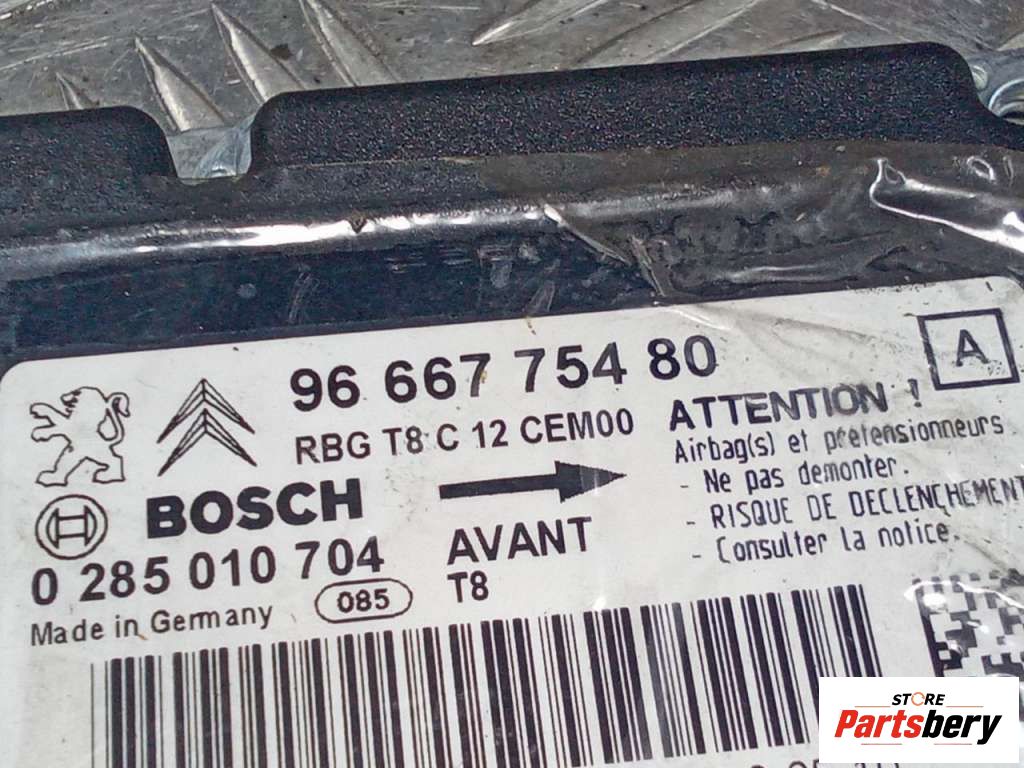 96 667 754 80
A
RBG T8 C 12 CEM00
ATTENTION !
Airbag(s) et pretensionneurs
- Ne pas demonter.
- RISQUE DE DECLENCHEMENT
- Consulter la notice.
BOSCH
0 285 010 704
AVANT
T8
Made in Germany
085
STORE
Partsbery